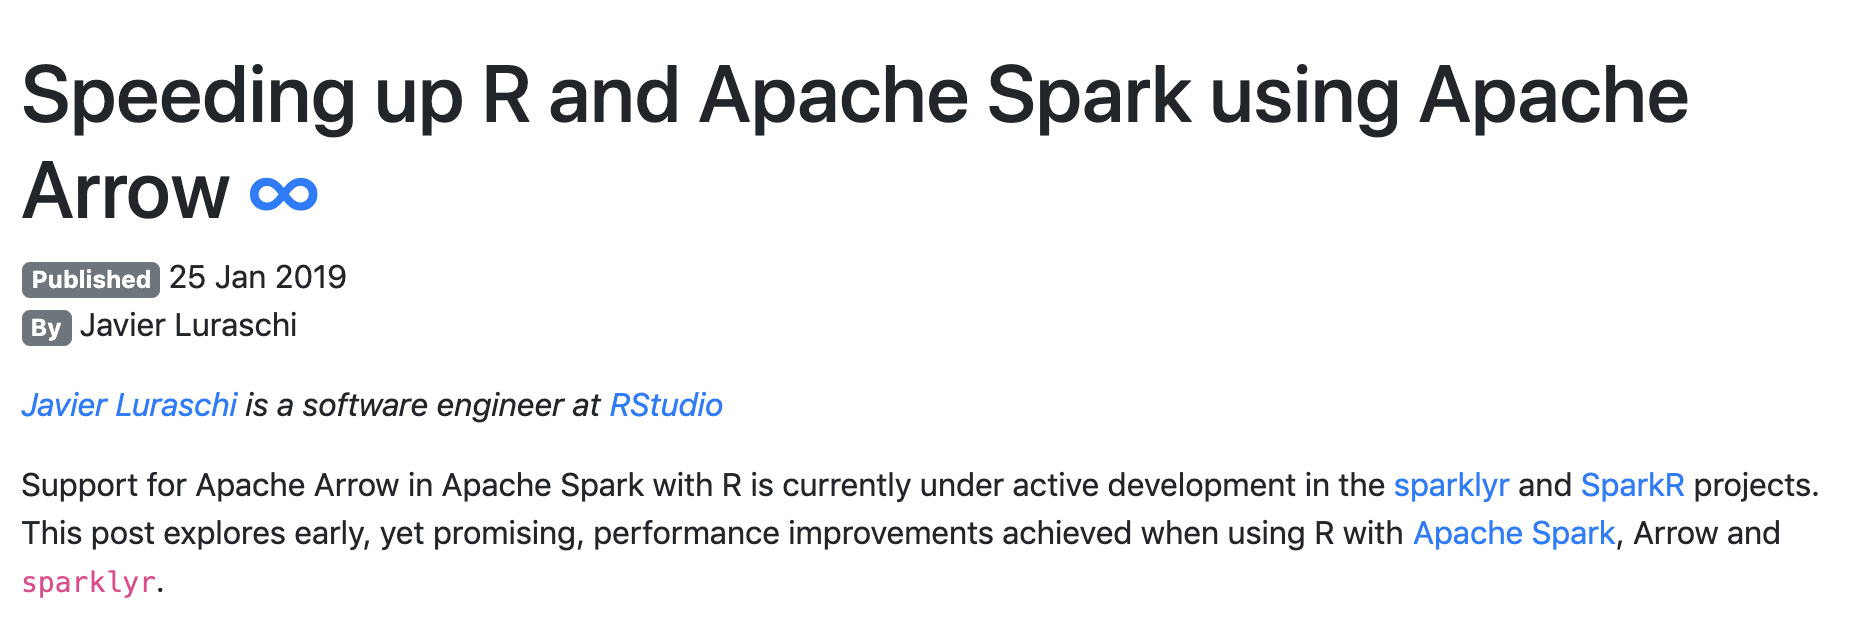 Speeding up R and Apache Spark using Apache
Arrow ∞
Published 25 Jan 2019
By Javier Luraschi
Javier Luraschi is a software engineer at RStudio
Support for Apache Arrow in Apache Spark with R is currently under active development in the sparklyr and SparkR projects.
This post explores early, yet promising, performance improvements achieved when using R with Apache Spark, Arrow and
sparklyr.